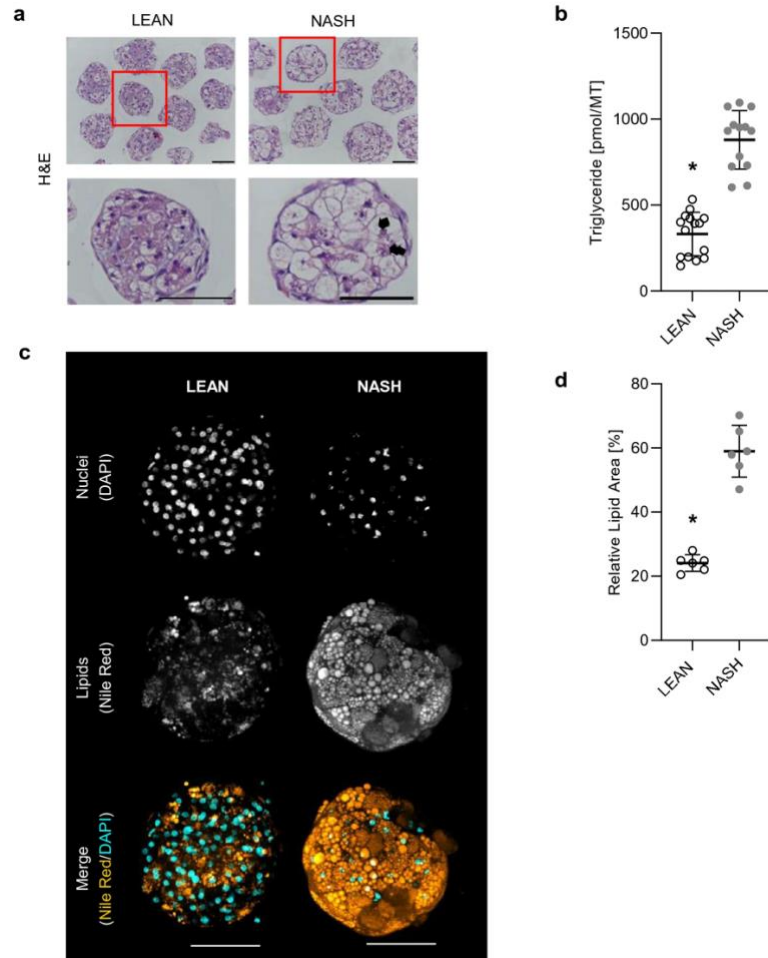 a
LEAN
NASH
H&E
b
1500
1000
500
0
Triglyceride [pmol/MT]
*
LEAN
NASH
c
LEAN
NASH
Nuclei
(DAPI)
Lipids
(Nile Red)
Merge
(Nile Red/DAPI)
d
80
60
40
20
0
Relative Lipid Area [%]
*
LEAN
NASH